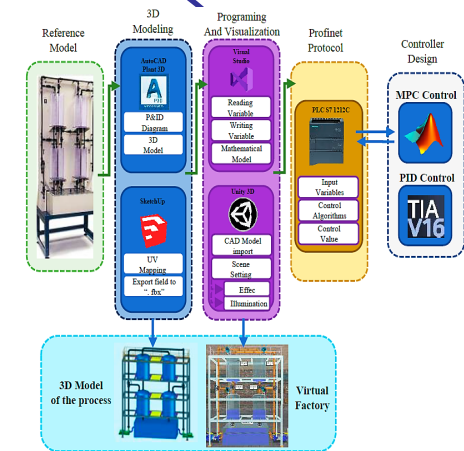 Reference
Model
3D
Modeling
Programing
And Visualization
Profinet
Protocol
Controller
Design
AutoCAD
Plant 3D
P&ID
Diagram
3D
Model
SketchUp
UV
Mapping
Export field to
“. fbx”
Visual
Studio
Reading
Variable
Writing
Variable
Mathematical
Model
Unity 3D
CAD Model
import
Scene
Setting
Effec
Illumination
PLC S7 1212C
Input
Variables
Control
Algorithms
Control
Value
MPC Control
PID Control
TIA
V16
3D Model
of the process
Virtual
Factory